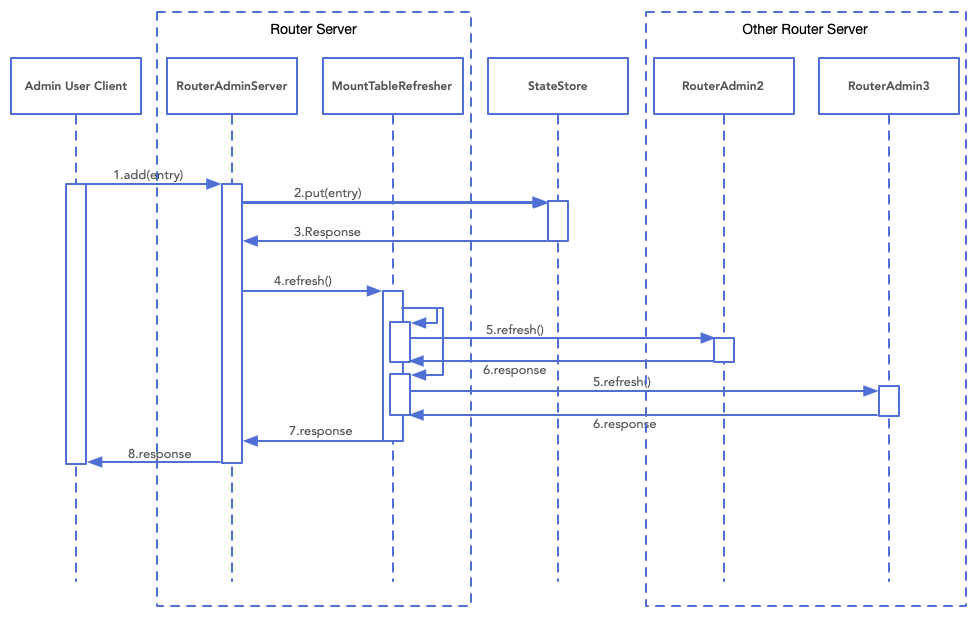 Router Server
Other Router Server
Admin User Client
RouterAdminServer
MountTableRefresher
StateStore
RouterAdmin2
RouterAdmin3
1.add(entry)
2.put(entry)
3.Response
4.refresh()
5.refresh()
6.response
5.refresh()
6.response
7.response
8.response